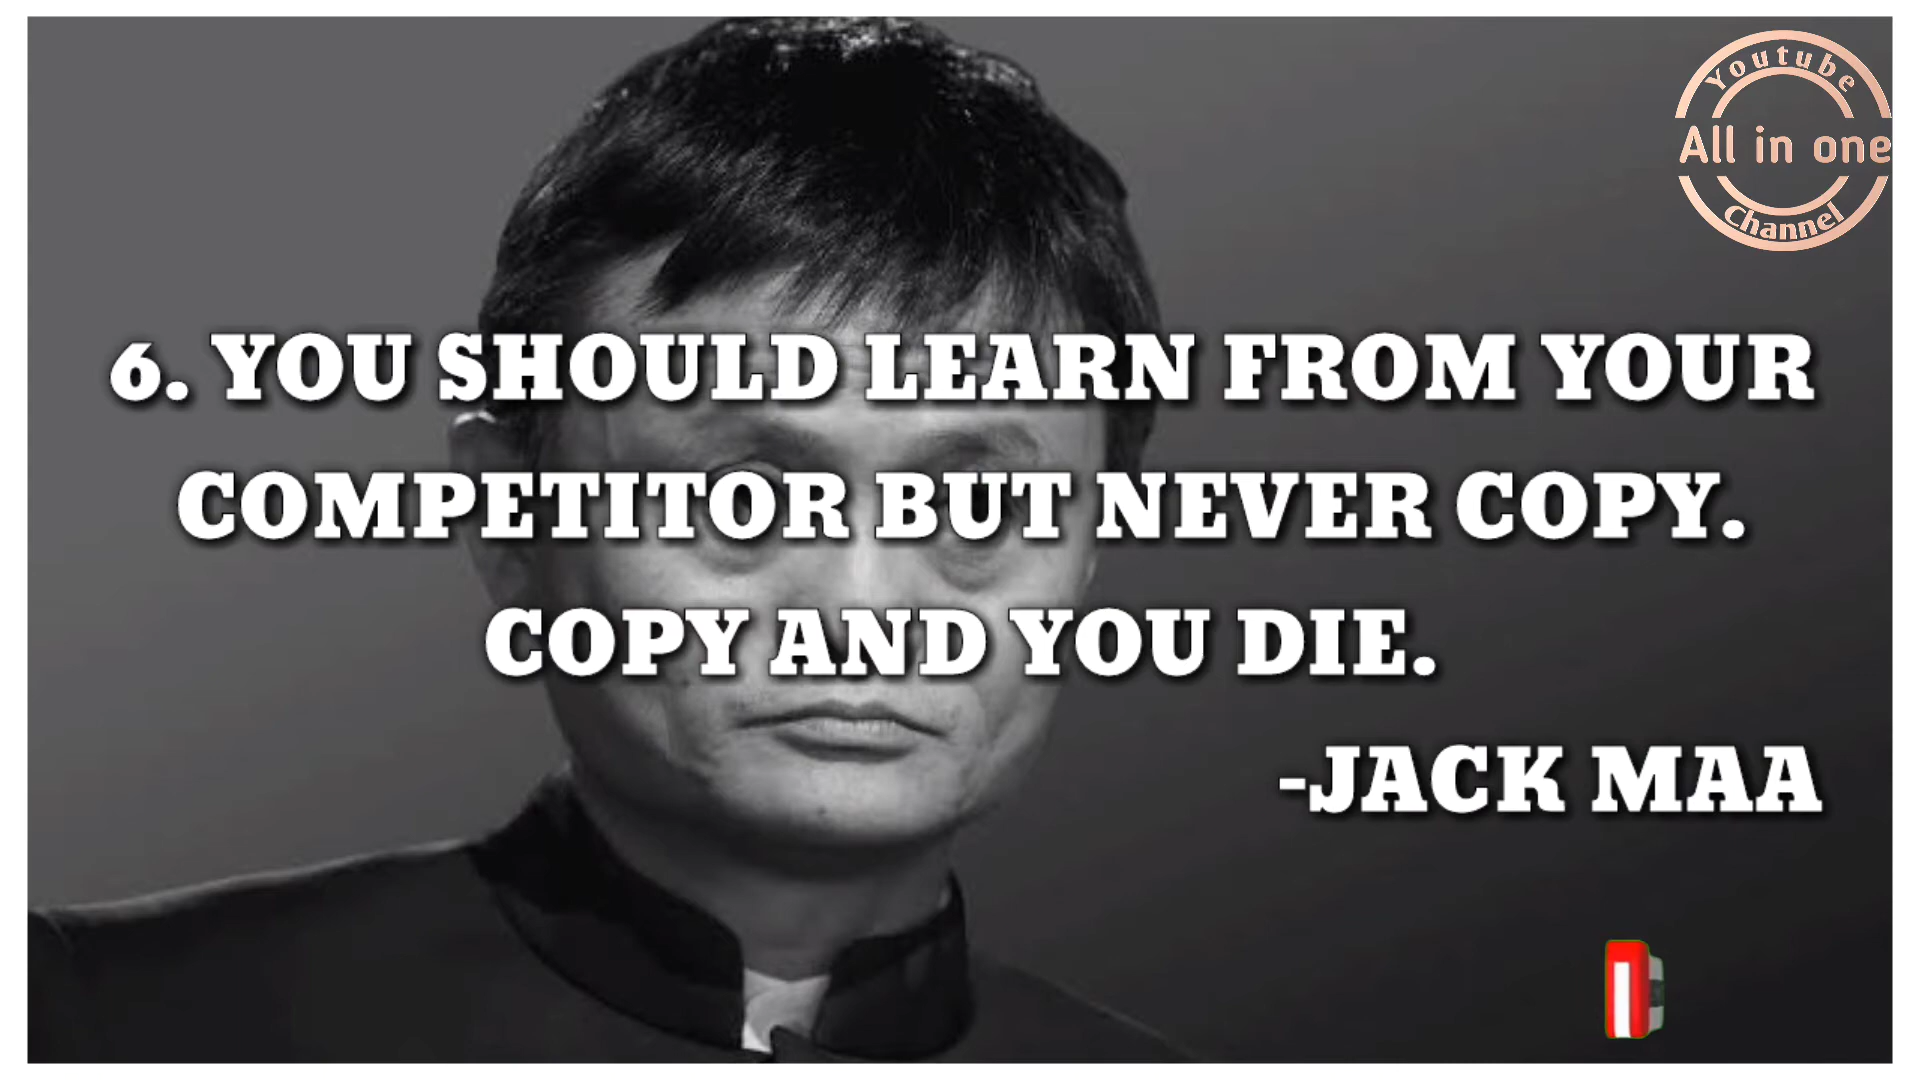 Youtube
All in one
Channel
6. YOU SHOULD LEARN FROM YOUR
COMPETITOR BUT NEVER COPY.
COPY AND YOU DIE.
-JACK MAA